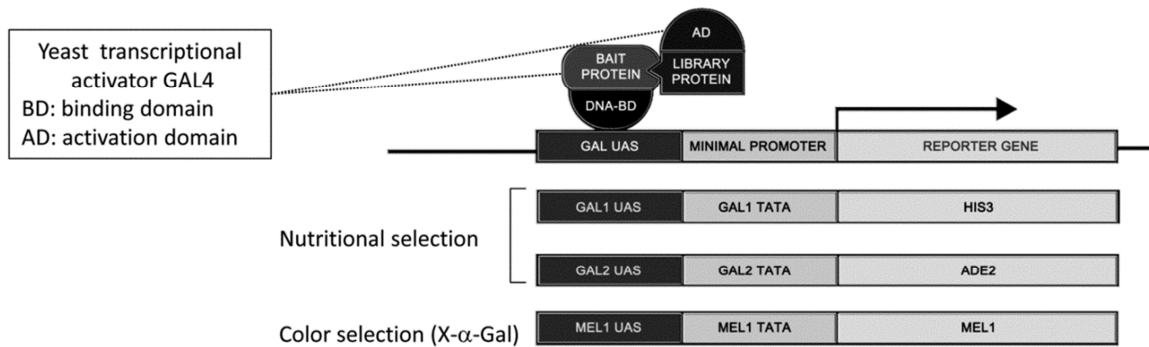 Yeast transcriptional
activator GAL4
BD: binding domain
AD: activation domain
AD
BAIT
PROTEIN
LIBRARY
PROTEIN
DNA-BD
GAL UAS
MINIMAL PROMOTER
REPORTER GENE
Nutritional selection
GAL1 UAS
GAL1 TATA
HIS3
GAL2 UAS
GAL2 TATA
ADE2
Color selection (X-α-Gal)
MEL1 UAS
MEL1 TATA
MEL1